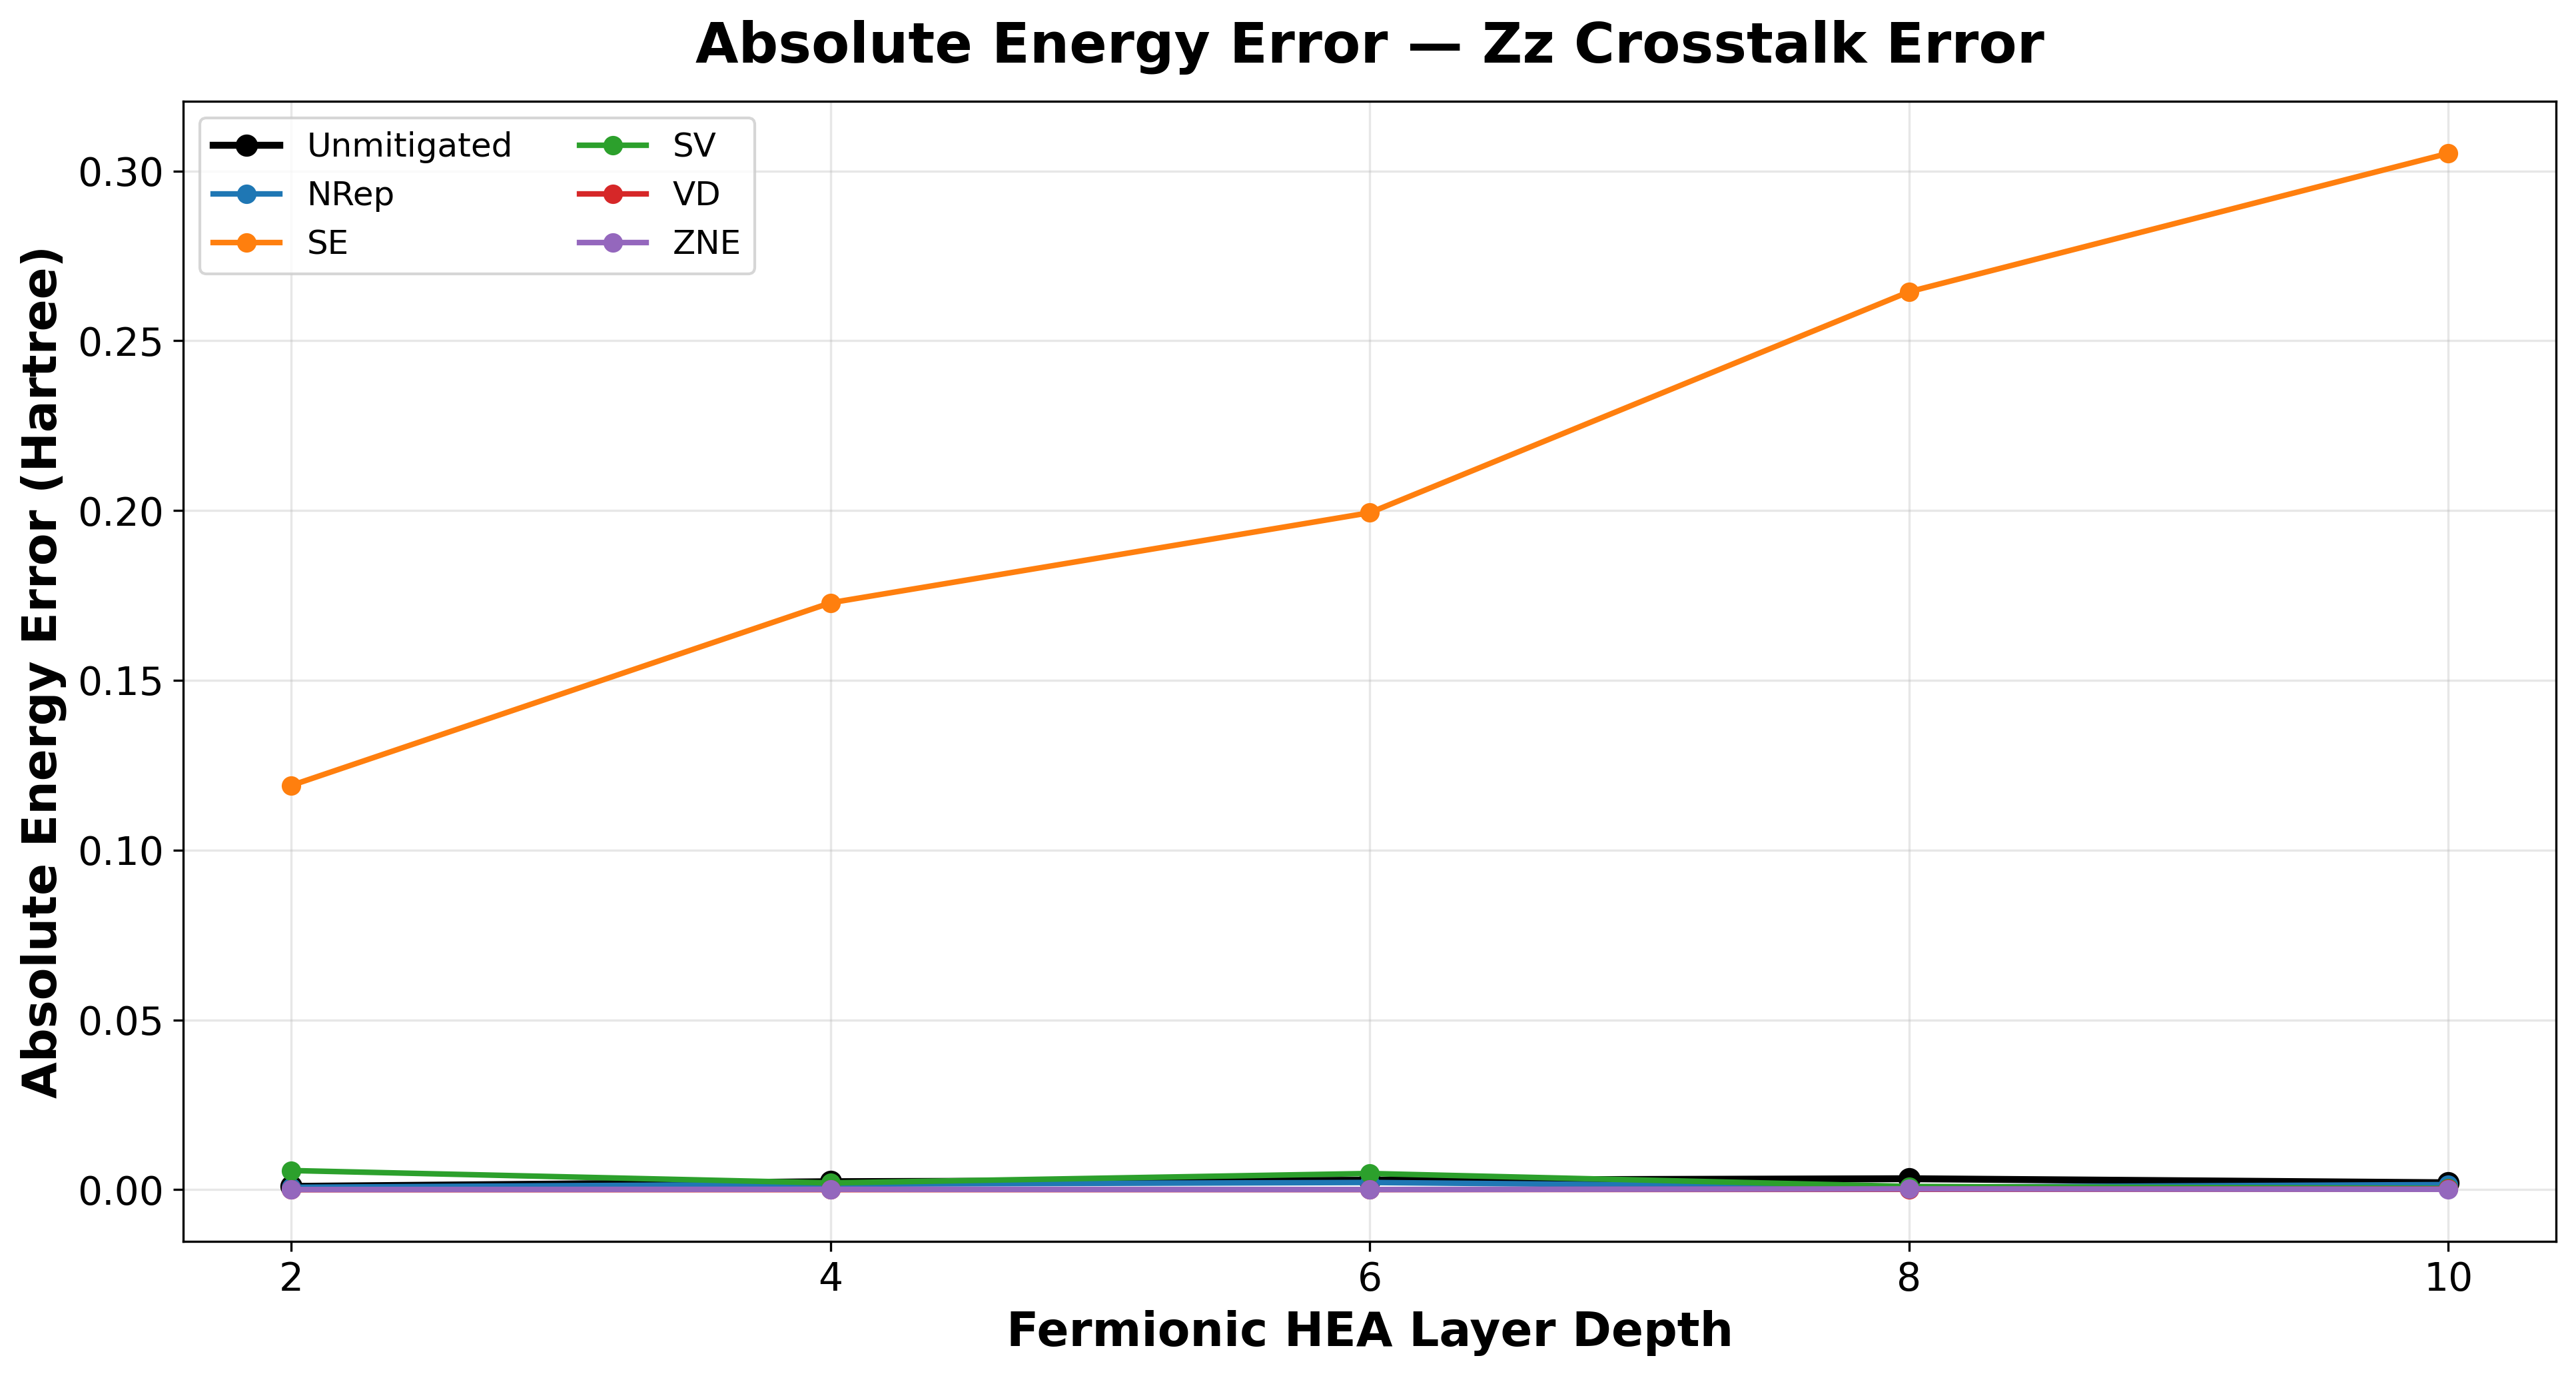 Absolute Energy Error — Zz Crosstalk Error
Unmitigated
NRep
SE
SV
VD
ZNE
Absolute Energy Error (Hartree)
0.30
0.25
0.20
0.15
0.10
0.05
0.00
2 4 6 8 10
Fermionic HEA Layer Depth